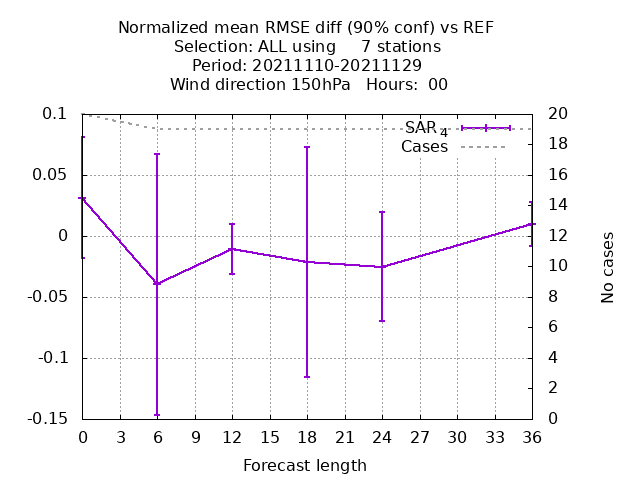 Normalized mean RMSE diff (90% conf) vs REF
Selection: ALL using     7 stations
Period: 20211110-20211129
Wind direction 150hPa   Hours:  00
0.1
0.05
0
-0.05
-0.1
-0.15
SAR 4
Cases
20
18
16
14
12
10
8
6
4
2
0
No cases
0 3 6 9 12 15 18 21 24 27 30 33 36
Forecast length